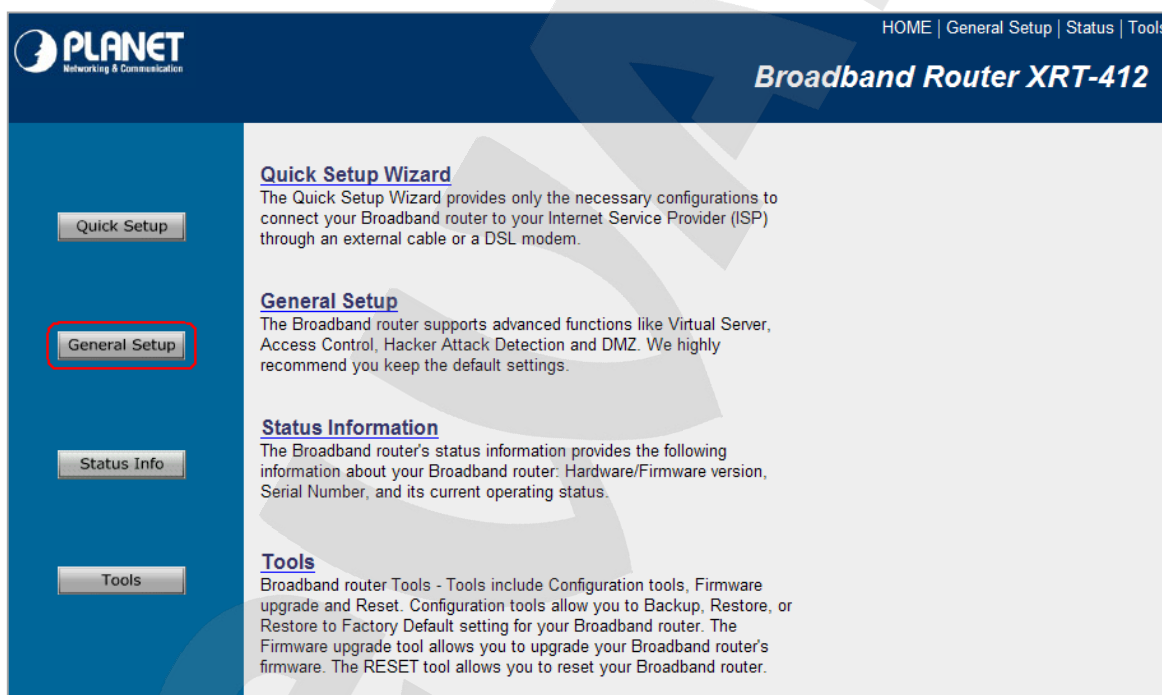 PLANET
Networking & Communication
HOME | General Setup | Status | Tools
Broadband Router XRT-412
Quick Setup
General Setup
Status Info
Tools
Quick Setup Wizard
The Quick Setup Wizard provides only the necessary configurations to
connect your Broadband router to your Internet Service Provider (ISP)
through an external cable or a DSL modem.
General Setup
The Broadband router supports advanced functions like Virtual Server,
Access Control, Hacker Attack Detection and DMZ. We highly
recommend you keep the default settings.
Status Information
The Broadband router's status information provides the following
information about your Broadband router: Hardware/Firmware version,
Serial Number, and its current operating status.
Tools
Broadband router Tools - Tools include Configuration tools, Firmware
upgrade and Reset. Configuration tools allow you to Backup, Restore, or
Restore to Factory Default setting for your Broadband router. The
Firmware upgrade tool allows you to upgrade your Broadband router's
firmware. The RESET tool allows you to reset your Broadband router.